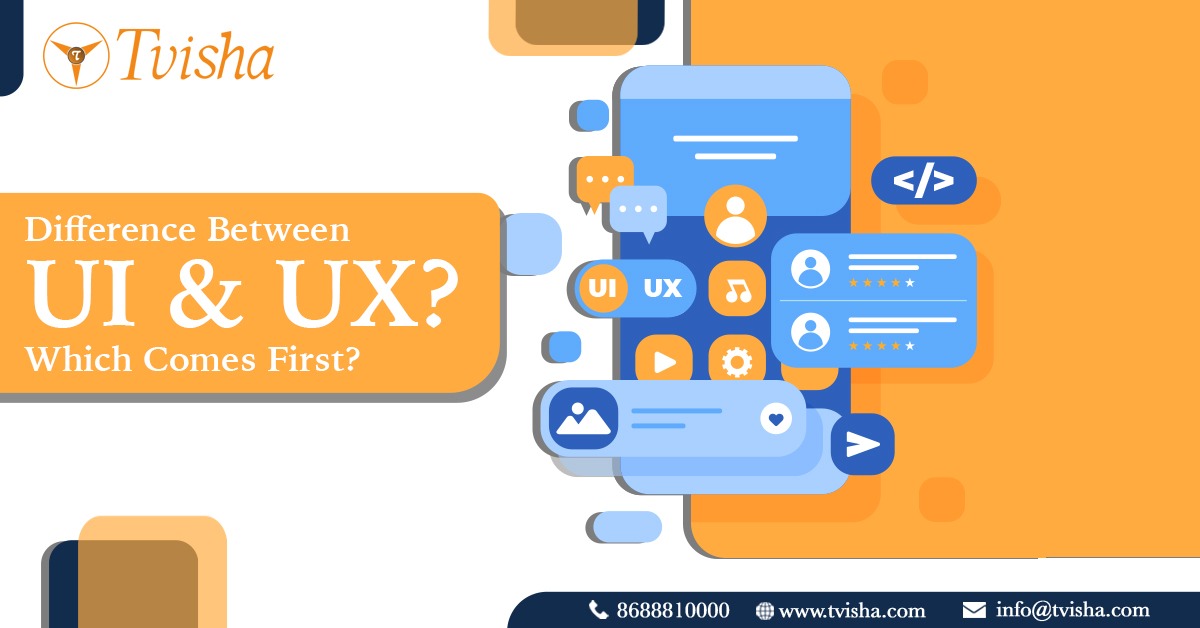 Tvisha
Difference Between
UI & UX?
Which Comes First?
</>
UI UX
8688810000 www.tvisha.com info@tvisha.com